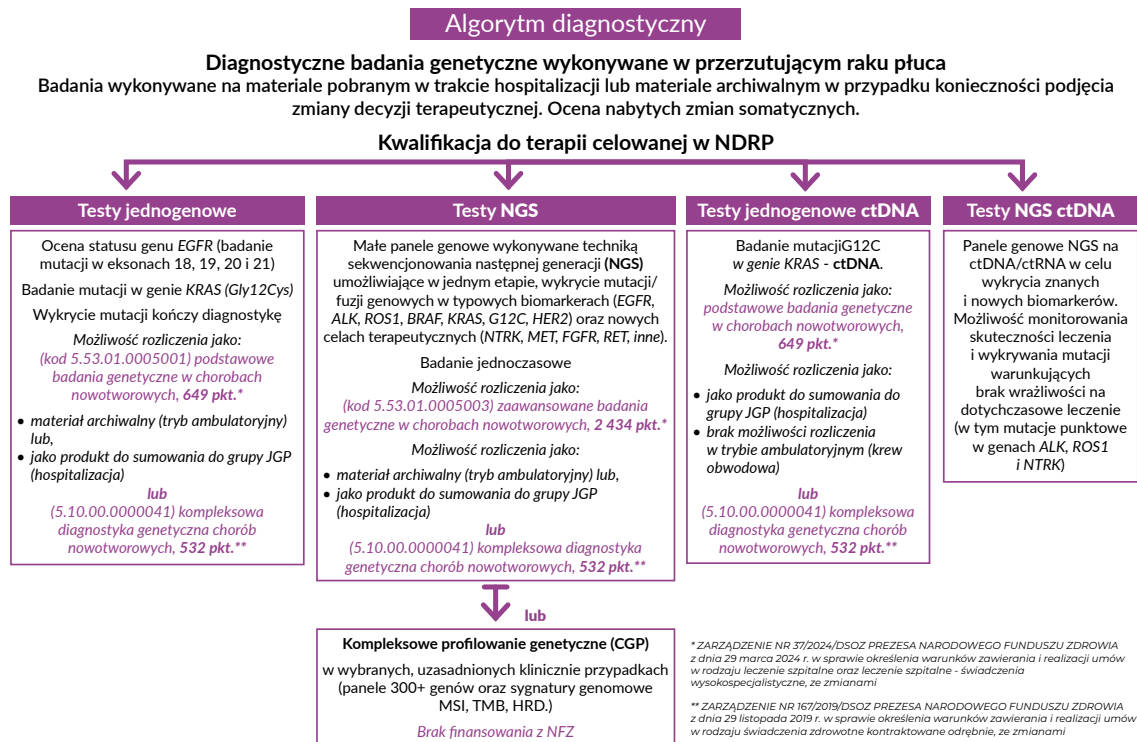 Algorytm diagnostyczny
Diagnostyczne badania genetyczne wykonywane w przerzutującym raku płuca
Badania wykonywane na materiale pobranym w trakcie hospitalizacji lub materiale archiwalnym w przypadku konieczności podjęcia
zmiany decyzji terapeutycznej. Ocena nabytych zmian somatycznych.
Kwalifikacja do terapii celowanej w NDRP
Testy jednogenowe
Ocena statusu genu EGFR (badanie
mutacji w eksonach 18, 19, 20 i 21)
Badanie mutacji w genie KRAS (Gly12Cys)
Wykrycie mutacji kończy diagnostykę
Możliwość rozliczenia jako:
(kod 5.53.01.0005001) podstawowe
badania genetyczne w chorobach
nowotworowych, 649 pkt.*
• materiał archiwalny (tryb ambulatoryjny)
lub,
• jako produkt do sumowania do grupy JGP
(hospitalizacja)
lub
(5.10.00.0000041) kompleksowa
diagnostyka genetyczna chorób
nowotworowych, 532 pkt.**
Testy NGS
Małe panele genowe wykonywane techniką
sekwencjonowania następnej generacji (NGS)
umożliwiające w jednym etapie, wykrycie mutacji/
fuzji genowych w typowych biomarkerach (EGFR,
ALK, ROS1, BRAF, KRAS, G12C, HER2) oraz nowych
celach terapeutycznych (NTRK, MET, FGFR, RET, inne).
Badanie jednoczasowe
Możliwość rozliczenia jako:
(kod 5.53.01.0005003) zaawansowane badania
genetyczne w chorobach nowotworowych, 2 434 pkt.*
Możliwość rozliczenia jako:
• materiał archiwalny (tryb ambulatoryjny) lub,
• jako produkt do sumowania do grupy JGP
(hospitalizacja)
lub
(5.10.00.0000041) kompleksowa diagnostyka
genetyczna chorób nowotworowych, 532 pkt.**
Testy jednogenowe ctDNA
Badanie mutacjiG12C
w genie KRAS - ctDNA.
Możliwość rozliczenia jako:
podstawowe badania genetyczne
w chorobach nowotworowych,
649 pkt.*
Możliwość rozliczenia jako:
• jako produkt do sumowania do
grupy JGP (hospitalizacja)
• brak możliwości rozliczenia
w trybie ambulatoryjnym (krew
obwodowa)
lub
(5.10.00.0000041) kompleksowa
diagnostyka genetyczna chorób
nowotworowych, 532 pkt.**
Testy NGS ctDNA
Panele genowe NGS na
ctDNA/ctRNA w celu
wykrycia znanych
i nowych biomarkerów.
Możliwość monitorowania
skuteczności leczenia
i wykrywania mutacji
warunkujących
brak wrażliwości na
dotychczasowe leczenie
(w tym mutacje punktowe
w genach ALK, ROS1
i NTRK)
lub
Kompleksowe profilowanie genetyczne (CGP)
w wybranych, uzasadnionych klinicznie przypadkach
(panele 300+ genów oraz sygnatury genomowe
MSI, TMB, HRD.)
Brak finansowania z NFZ
* ZARZĄDZENIE NR 37/2024/DSOZ PREZESA NARODOWEGO FUNDUSZU ZDROWIA
z dnia 29 marca 2024 r. w sprawie określenia warunków zawierania i realizacji umów
w rodzaju leczenie szpitalne oraz leczenie szpitalne - świadczenia
wysokospecjalistyczne, ze zmianami
** ZARZĄDZENIE NR 167/2019/DSOZ PREZESA NARODOWEGO FUNDUSZU ZDROWIA
z dnia 29 listopada 2019 r. w sprawie określenia warunków zawierania i realizacji umów
w rodzaju świadczenia zdrowotne kontraktowane odrębnie, ze zmianami